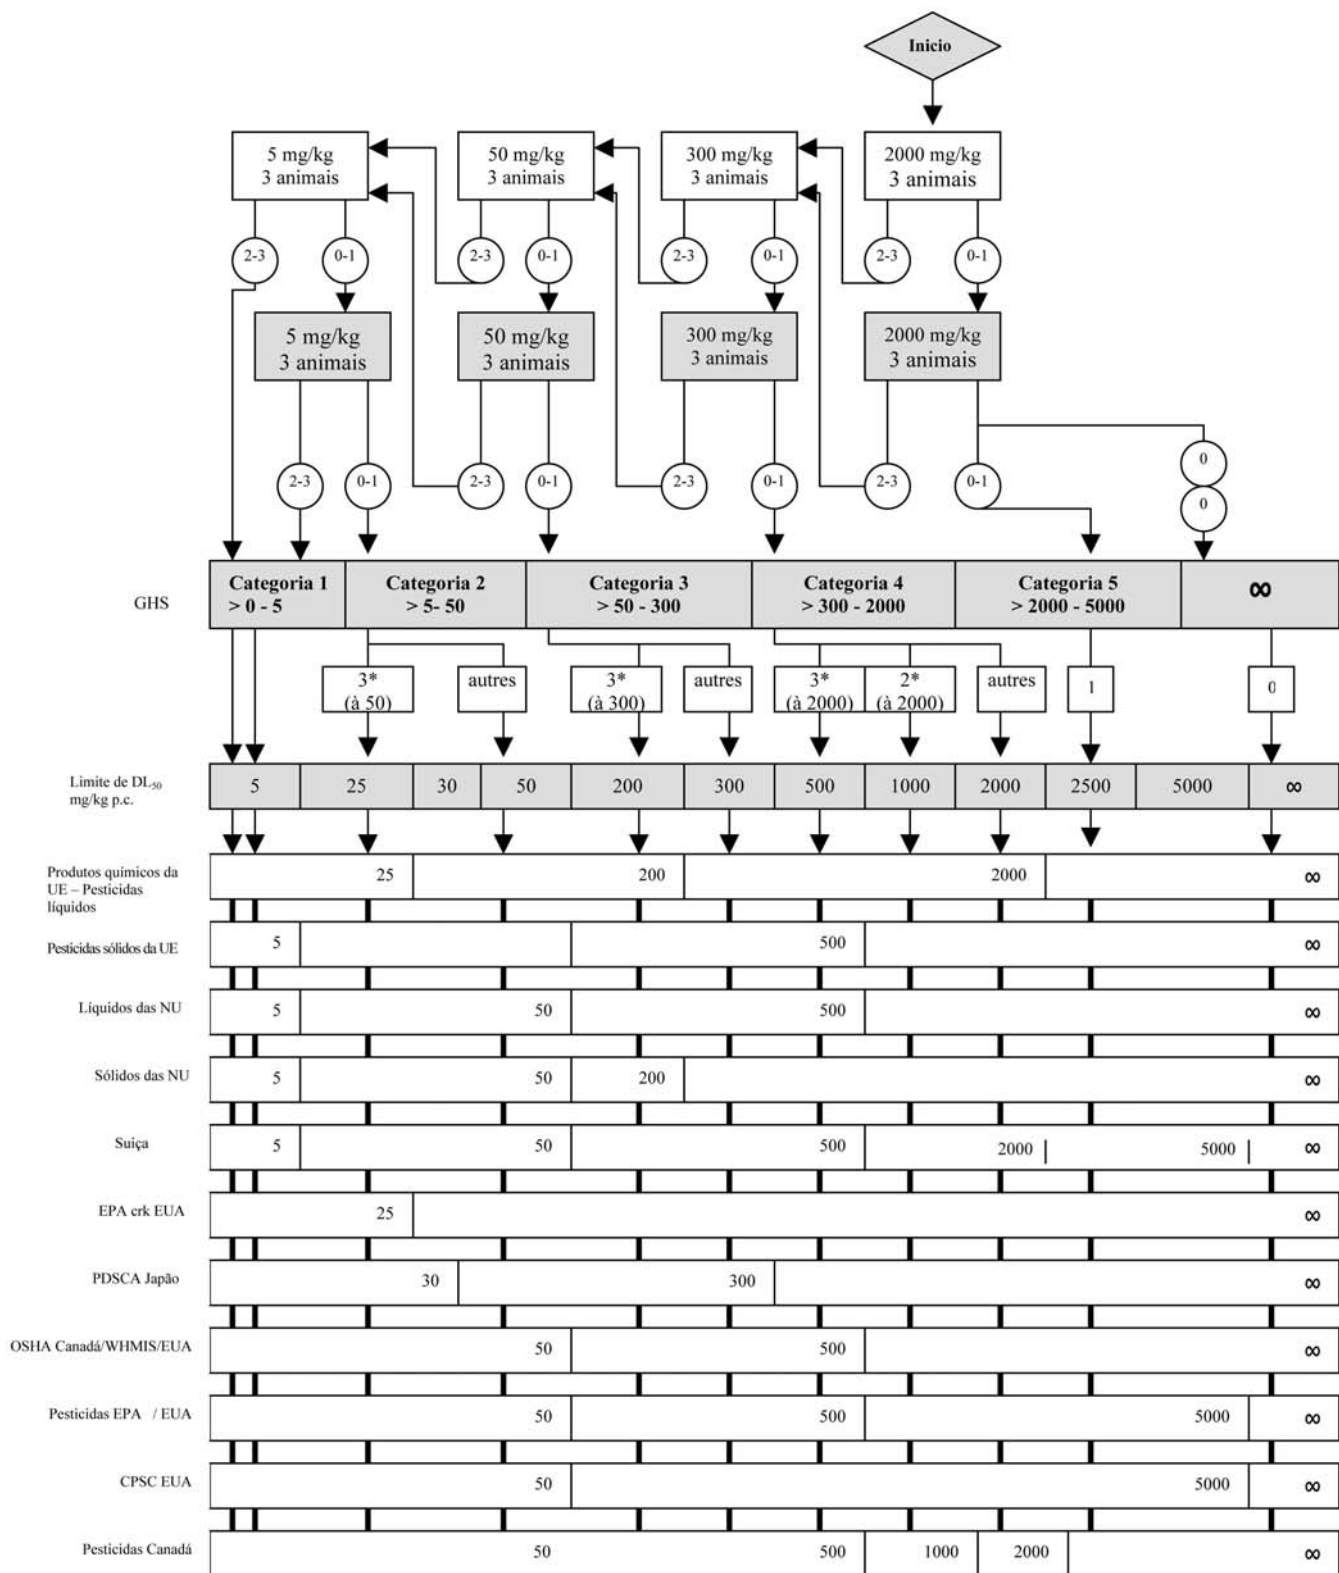 Inicio
5 mg/kg
3 animais
50 mg/kg
3 animais
300 mg/kg
3 animais
2000 mg/kg
3 animais
2-3
0-1
2-3
0-1
2-3
0-1
2-3
0-1
5 mg/kg
3 animais
50 mg/kg
3 animais
300 mg/kg
3 animais
2000 mg/kg
3 animais
2-3
0-1
2-3
0-1
2-3
0-1
2-3
0-1
0
0
GHS
Categoria 1
> 0 - 5
Categoria 2
> 5- 50
Categoria 3
> 50 - 300
Categoria 4
> 300 - 2000
Categoria 5
> 2000 - 5000
∞
3*
(à 50)
autres
3*
(à 300)
autres
3*
(à 2000)
2*
(à 2000)
autres
1
0
Limite de DL₅₀
mg/kg p.c.
5 25 30 50 200 300 500 1000 2000 2500 5000 ∞
Produtos químicos da
UE – Pesticidas
líquidos
25 200 2000 ∞
Pesticidas sólidos da UE
5 500 ∞
Líquidos das NU
5 50 500 ∞
Sólidos das NU
5 50 200 ∞
Suiça
5 50 500 2000 5000 ∞
EPA crk EUA
25 ∞
PDSCA Japão
30 300 ∞
OSHA Canadá/WHMIS/EUA
50 500 ∞
Pesticidas EPA / EUA
50 500 5000 ∞
CPSC EUA
50 5000 ∞
Pesticidas Canadá
50 500 1000 2000 ∞